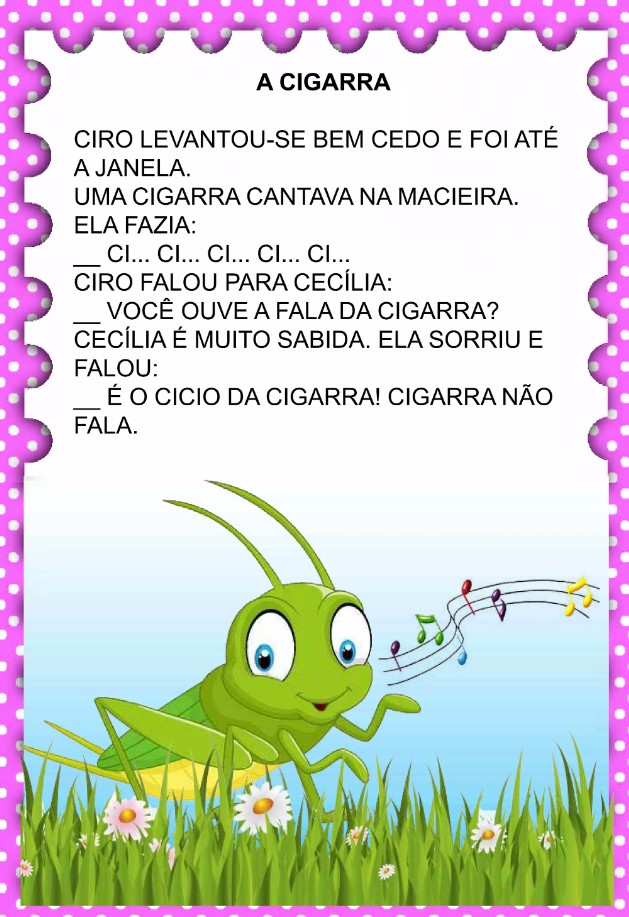 A CIGARRA
CIRO LEVANTOU-SE BEM CEDO E FOI ATÉ
A JANELA.
UMA CIGARRA CANTAVA NA MACIEIRA.
ELA FAZIA:
__ CI... CI... CI... CI... CI...
CIRO FALOU PARA CECÍLIA:
__ VOCÊ OUVE A FALA DA CIGARRA?
CECÍLIA É MUITO SABIDA. ELA SORRIU E
FALOU:
__ É O CICIO DA CIGARRA! CIGARRA NÃO
FALA.